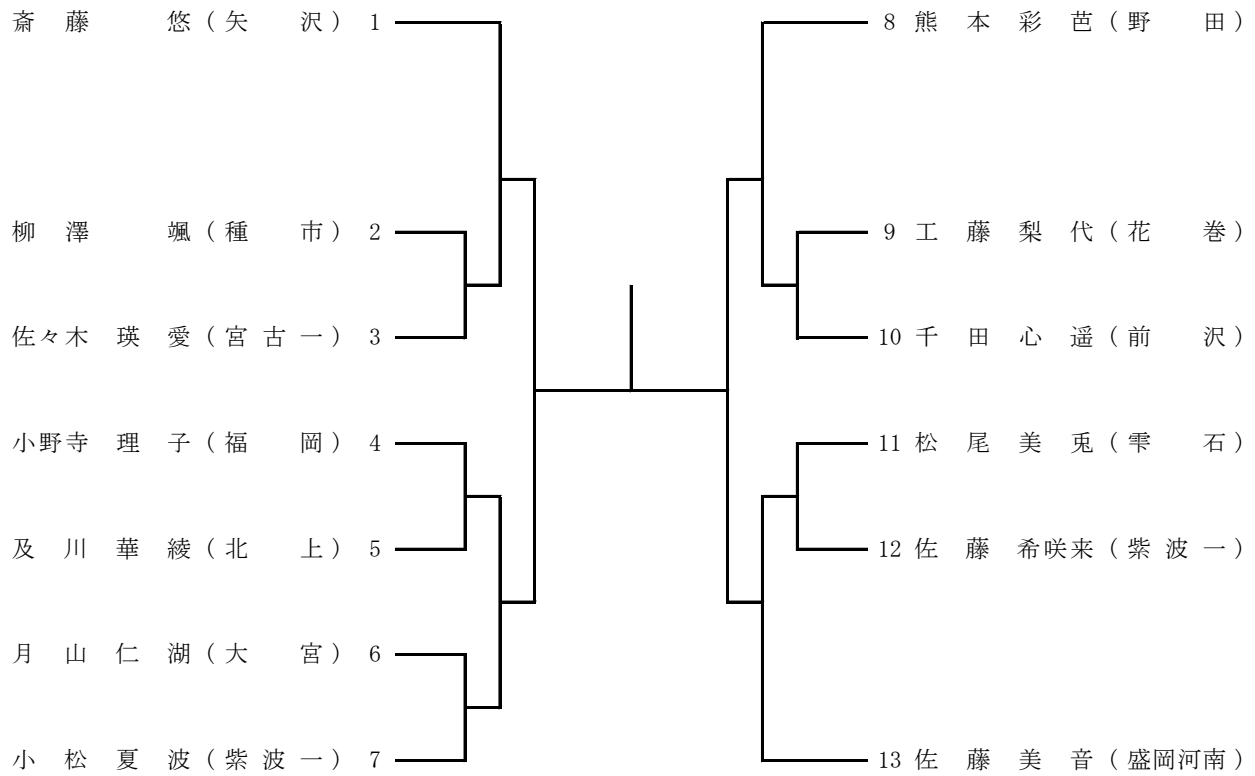 斎藤 悠(矢 沢) 1
柳澤 颯(種 市) 2
佐々木 瑛愛(宮古一) 3
小野寺 理子(福 岡) 4
及川 華綾(北 上) 5
月山 仁湖(大 宮) 6
小松 夏波(紫波一) 7
8 熊本 彩芭(野 田)
9 工藤 梨代(花 巻)
10 千田 心遥(前 沢)
11 松尾 美兎(雫 石)
12 佐藤 希咲来(紫波一)
13 佐藤 美音(盛岡河南)